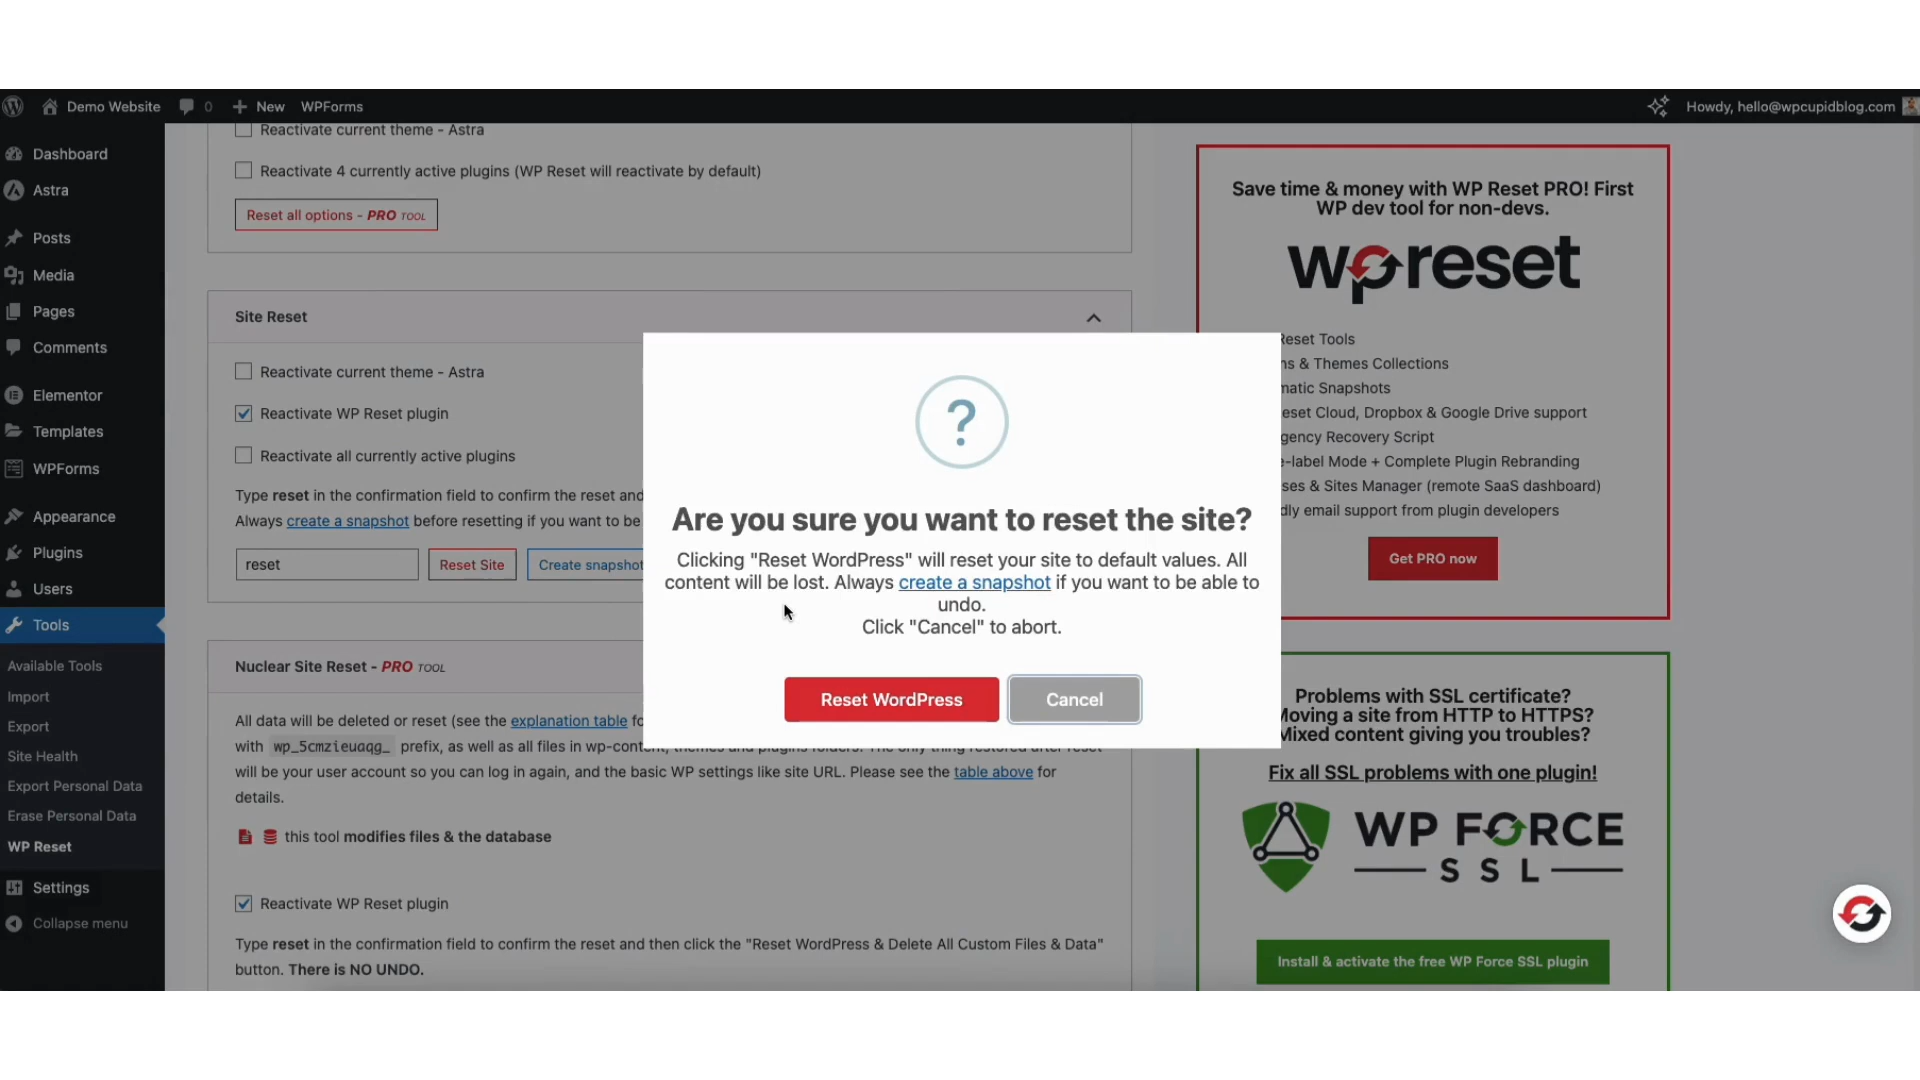 Demo Website
0
New
WPForms
Howdy, hello@wpcupidblog.com
Dashboard
Astra
Posts
Media
Pages
Comments
Elementor
Templates
WPForms
Appearance
Plugins
Users
Tools
Available Tools
Import
Export
Site Health
Export Personal Data
Erase Personal Data
WP Reset
Settings
Collapse menu
Reactivate current theme - Astra
Reactivate 4 currently active plugins (WP Reset will reactivate by default)
Reset all options - PRO TOOL
Site Reset
Reactivate current theme - Astra
Reactivate WP Reset plugin
Reactivate all currently active plugins
Type reset in the confirmation field to confirm the reset and
Always create a snapshot before resetting if you want to be
reset
Reset Site
Create snapshot
Nuclear Site Reset - PRO TOOL
All data will be deleted or reset (see the explanation table
with wp_5cmzieuaqg_ prefix, as well as all files in wp-content, themes and plugins folders. The only thing restored after reset
will be your user account so you can log in again, and the basic WP settings like site URL. Please see the table above for
details.
this tool modifies files & the database
Reactivate WP Reset plugin
Type reset in the confirmation field to confirm the reset and then click the "Reset WordPress & Delete All Custom Files & Data"
button. There is NO UNDO.
?
Are you sure you want to reset the site?
Clicking "Reset WordPress" will reset your site to default values. All
content will be lost. Always create a snapshot if you want to be able to
undo.
Click "Cancel" to abort.
Reset WordPress
Cancel
Save time & money with WP Reset PRO! First
WP dev tool for non-devs.
wpreset
Reset Tools
& Themes Collections
Snapshots
Cloud, Dropbox & Google Drive support
Recovery Script
-label Mode + Complete Plugin Rebranding
& Sites Manager (remote SaaS dashboard)
email support from plugin developers
Get PRO now
Problems with SSL certificate?
Moving a site from HTTP to HTTPS?
Mixed content giving you troubles?
Fix all SSL problems with one plugin!
WP FORCE
SSL
Install & activate the free WP Force SSL plugin